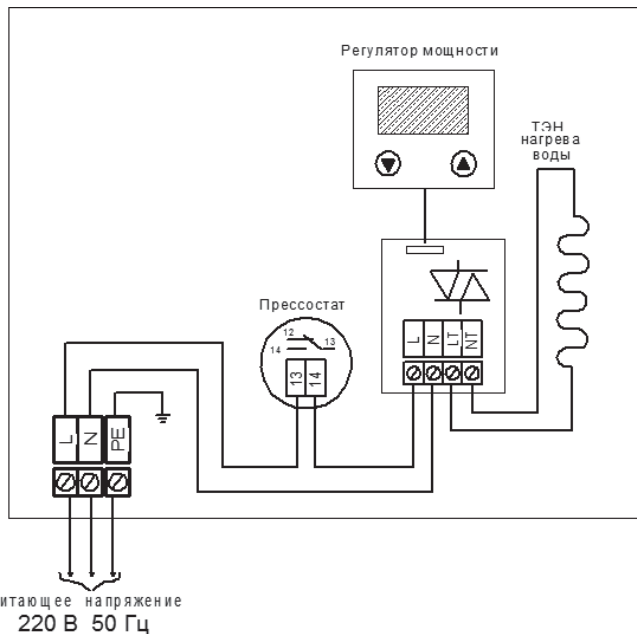 Регулятор мощности
ТЭН
нагрева
воды
Прессостат
12
14
13
13
14
L
N
LT
NT
L
N
PE
итающее напряжение
220 В 50 Гц